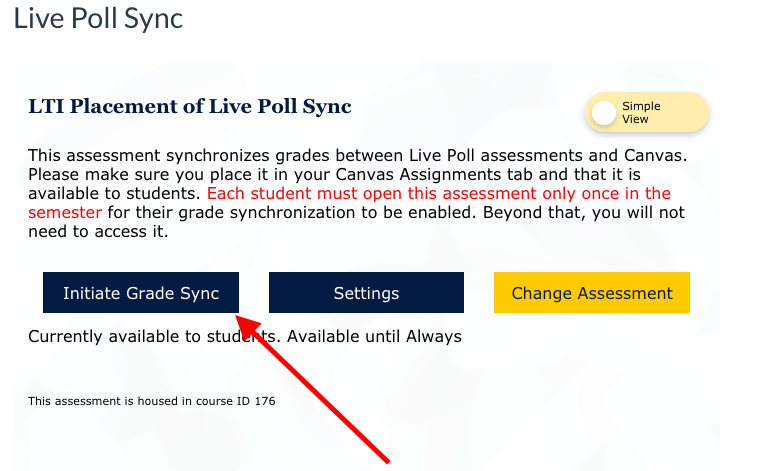 Live Poll Sync
LTI Placement of Live Poll Sync
Simple
View
This assessment synchronizes grades between Live Poll assessments and Canvas.
Please make sure you place it in your Canvas Assignments tab and that it is
available to students. Each student must open this assessment only once in the
semester for their grade synchronization to be enabled. Beyond that, you will not
need to access it.
Initiate Grade Sync
Settings
Change Assessment
Currently available to students. Available until Always
This assessment is housed in course ID 176